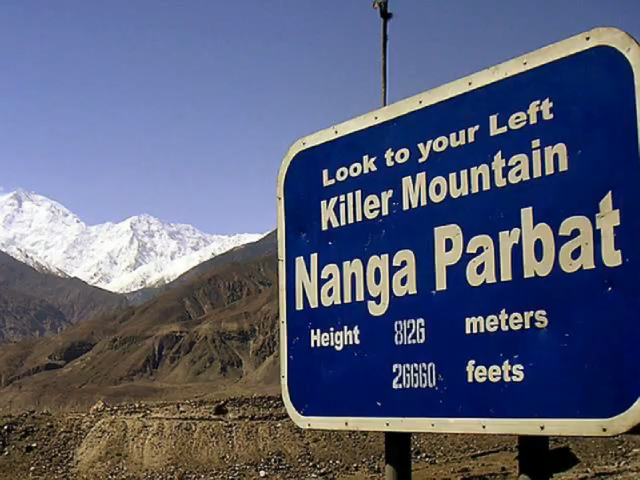 Look to your Left
Killer Mountain
Nanga Parbat
Height 8126 meters
26660 feets